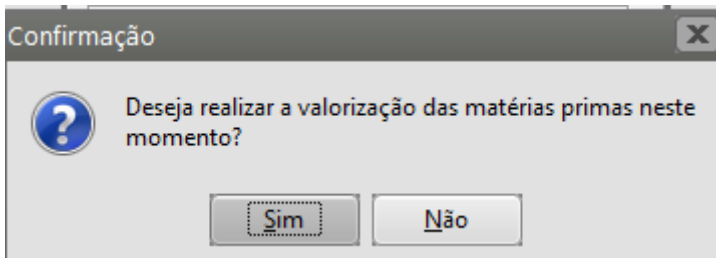 Confirmação
Deseja realizar a valorização das matérias primas neste
momento?
Sim
Não